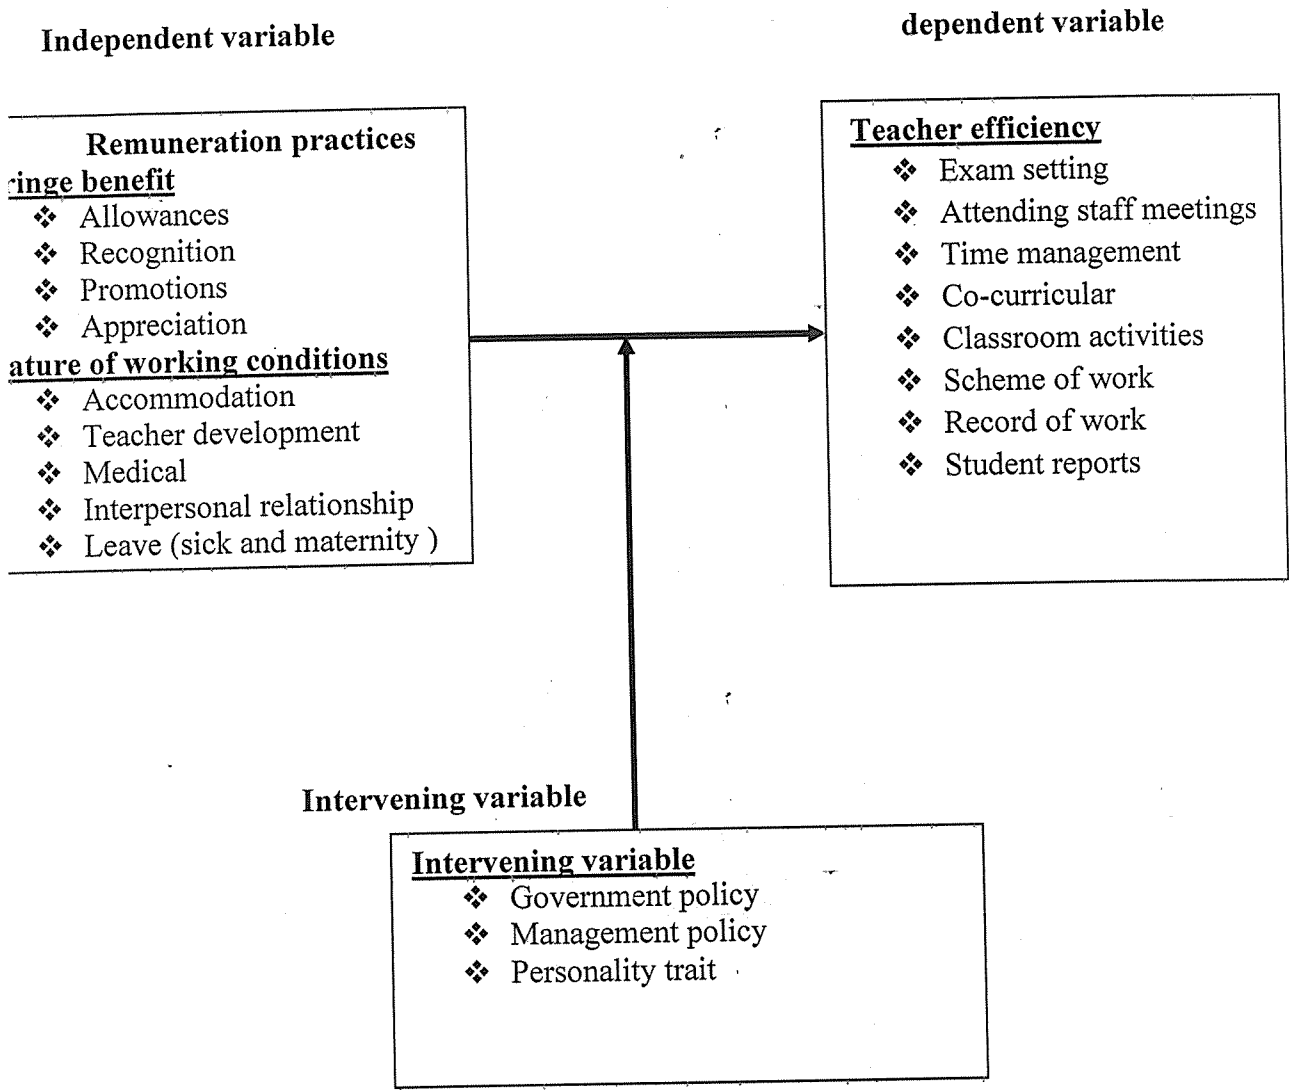 Independent variable
dependent variable
Remuneration practices
ringe benefit
❖ Allowances
❖ Recognition
❖ Promotions
❖ Appreciation
ature of working conditions
❖ Accommodation
❖ Teacher development
❖ Medical
❖ Interpersonal relationship
❖ Leave (sick and maternity )
Teacher efficiency
❖ Exam setting
❖ Attending staff meetings
❖ Time management
❖ Co-curricular
❖ Classroom activities
❖ Scheme of work
❖ Record of work
❖ Student reports
Intervening variable
Intervening variable
❖ Government policy
❖ Management policy
❖ Personality trait